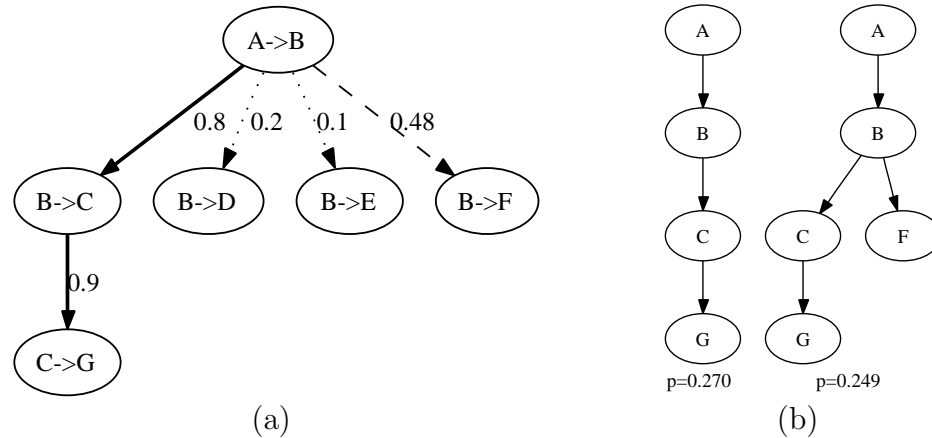 A->B
0.8
0.2
0.1
0.48
B->C
B->D
B->E
B->F
0.9
C->G
(a)
A
B
C
G
p=0.270
A
B
C
F
G
p=0.249
(b)